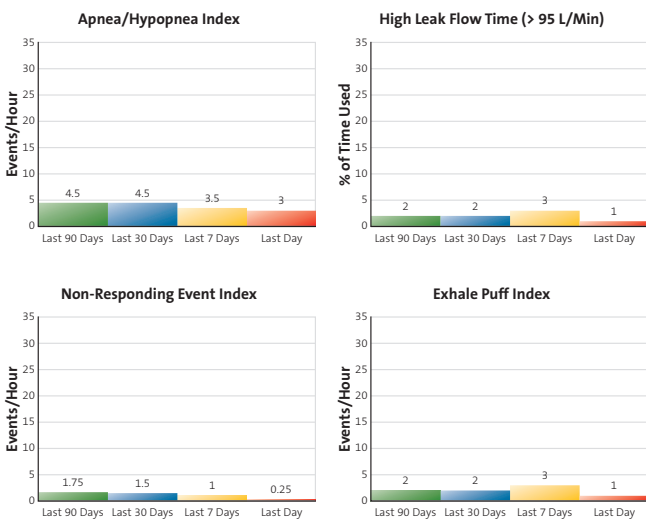 Apnea/Hypopnea Index
Events/Hour
35
30
25
20
15
10
5
0
4.5
4.5
3.5
3
Last 90 Days
Last 30 Days
Last 7 Days
Last Day
High Leak Flow Time (> 95 L/Min)
% of Time Used
35
30
25
20
15
10
5
0
2
2
3
1
Last 90 Days
Last 30 Days
Last 7 Days
Last Day
Non-Responding Event Index
Events/Hour
35
30
25
20
15
10
5
0
1.75
1.5
1
0.25
Last 90 Days
Last 30 Days
Last 7 Days
Last Day
Exhale Puff Index
Events/Hour
35
30
25
20
15
10
5
0
2
2
3
1
Last 90 Days
Last 30 Days
Last 7 Days
Last Day